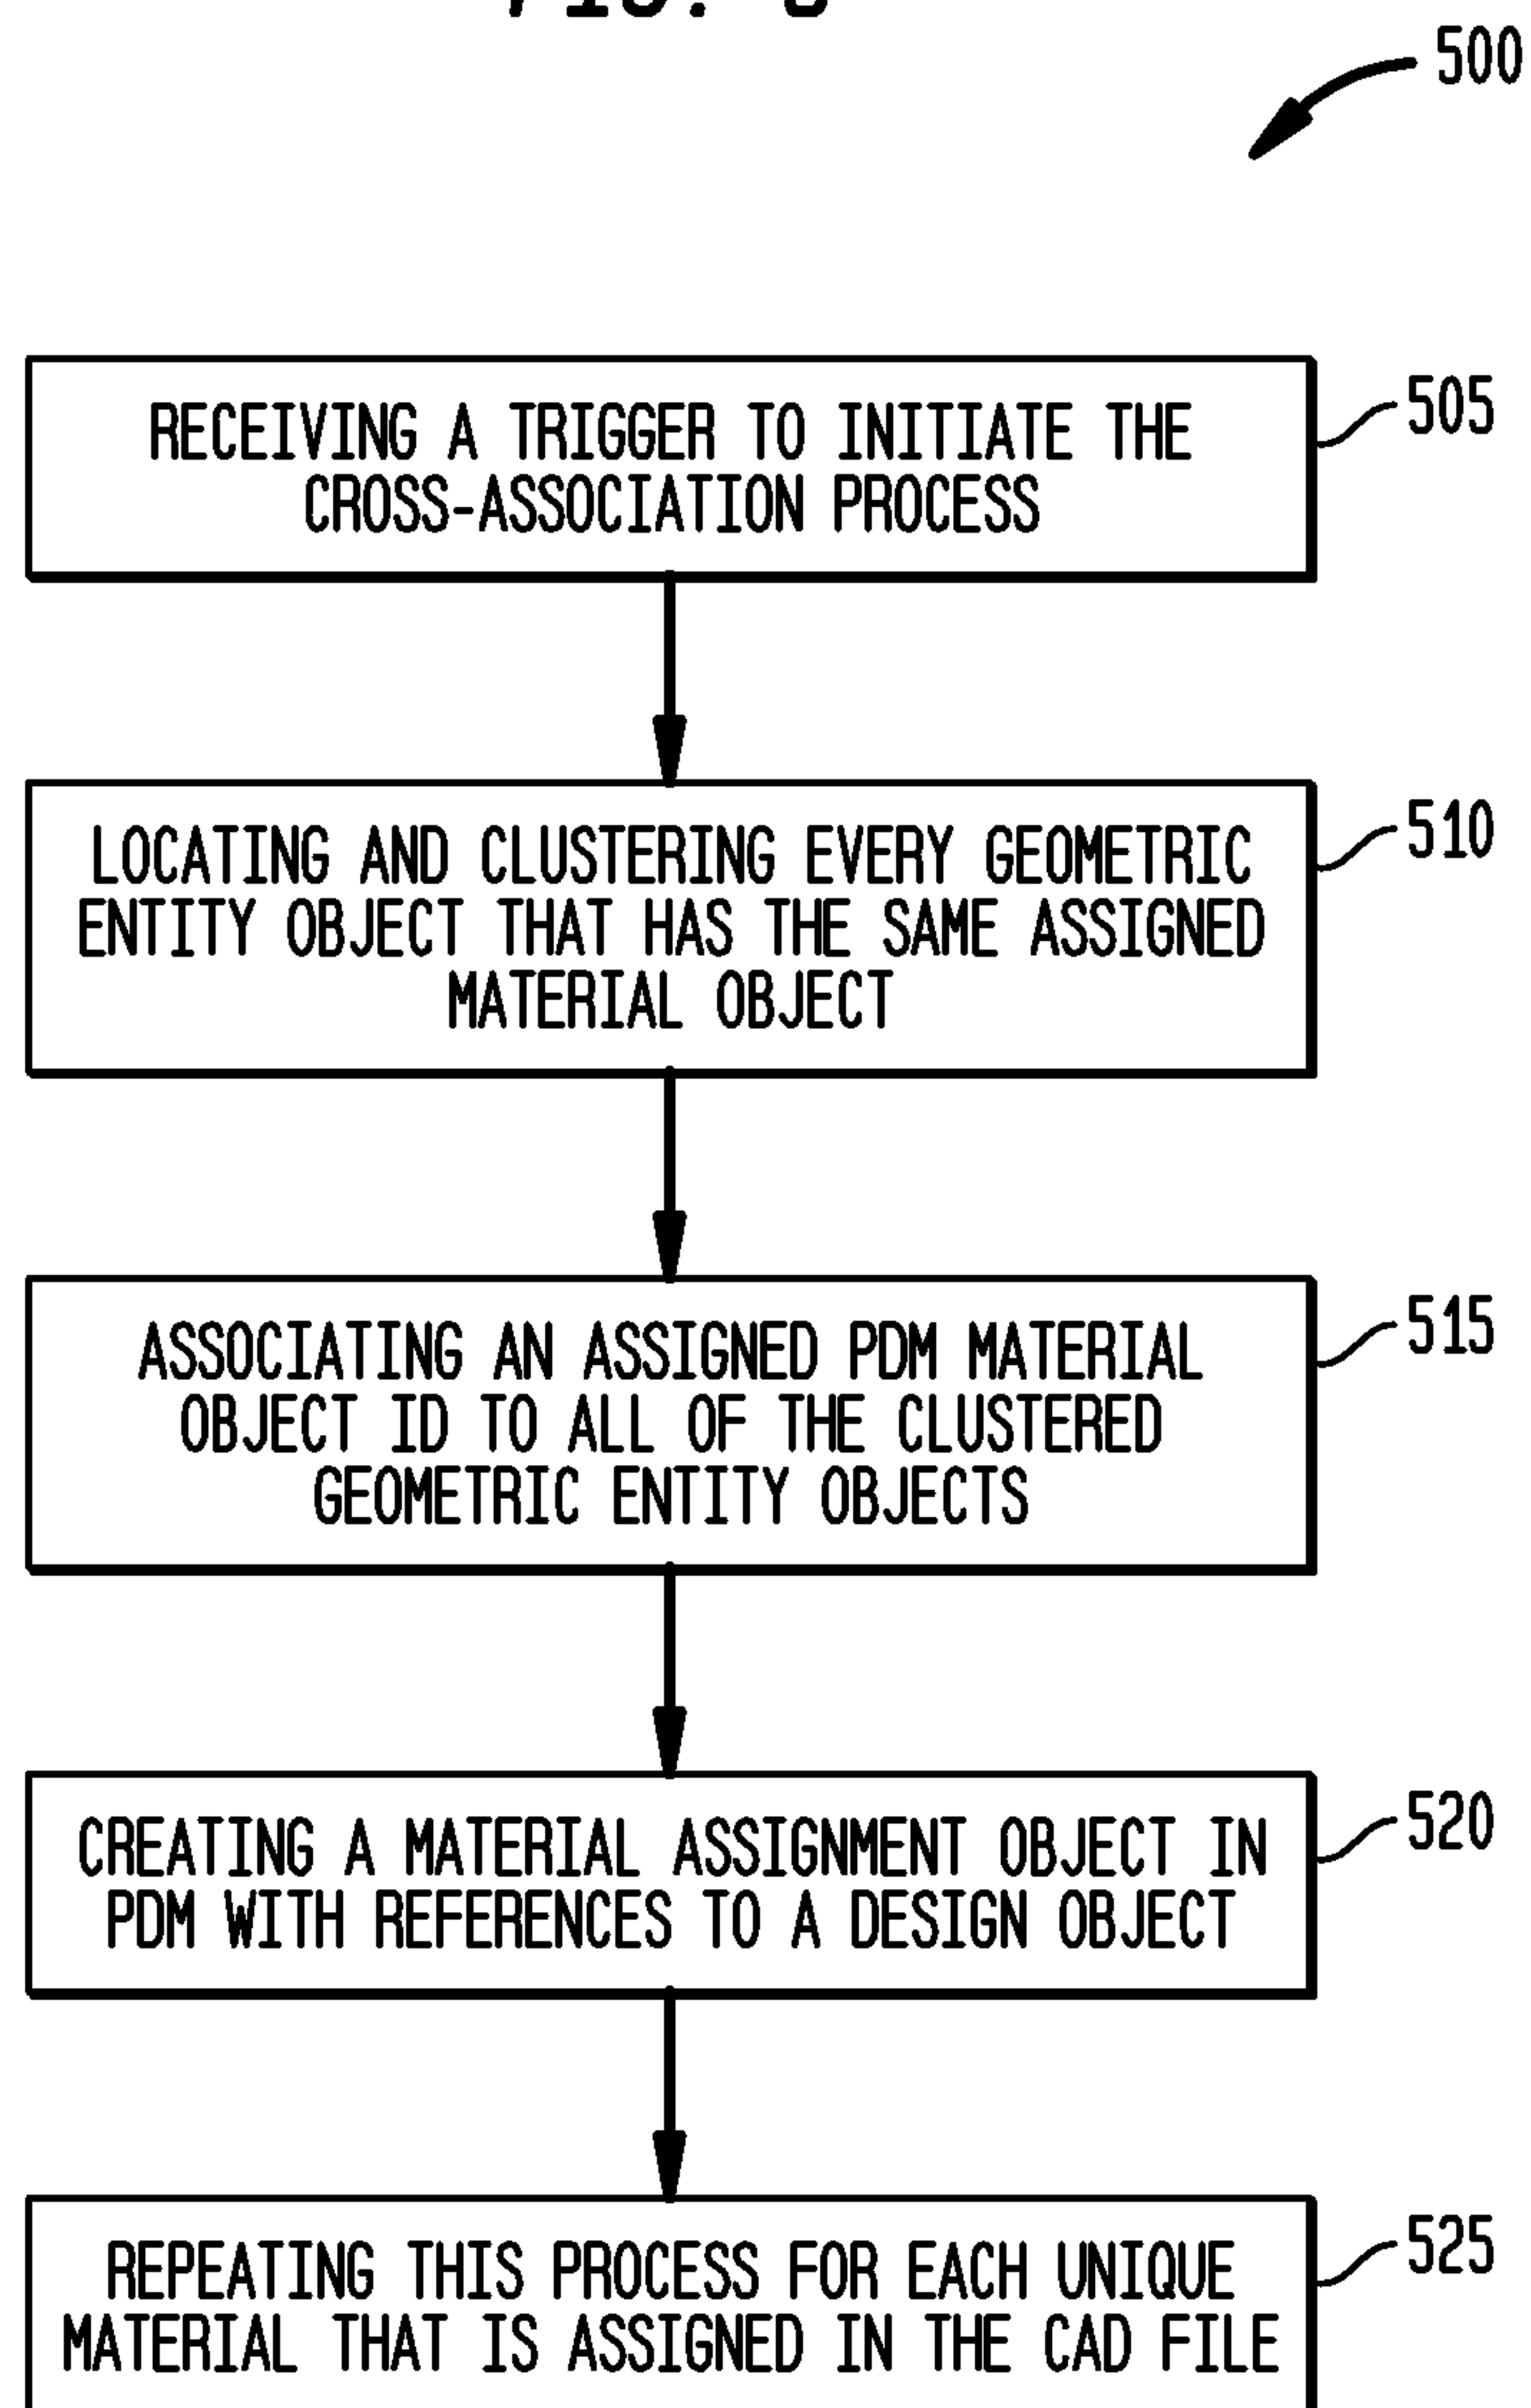 500
RECEIVING A TRIGGER TO INITIATE THE
CROSS-ASSOCIATION PROCESS
505
LOCATING AND CLUSTERING EVERY GEOMETRIC
ENTITY OBJECT THAT HAS THE SAME ASSIGNED
MATERIAL OBJECT
510
ASSOCIATING AN ASSIGNED PDM MATERIAL
OBJECT ID TO ALL OF THE CLUSTERED
GEOMETRIC ENTITY OBJECTS
515
CREATING A MATERIAL ASSIGNMENT OBJECT IN
PDM WITH REFERENCES TO A DESIGN OBJECT
520
REPEATING THIS PROCESS FOR EACH UNIQUE
MATERIAL THAT IS ASSIGNED IN THE CAD FILE
525